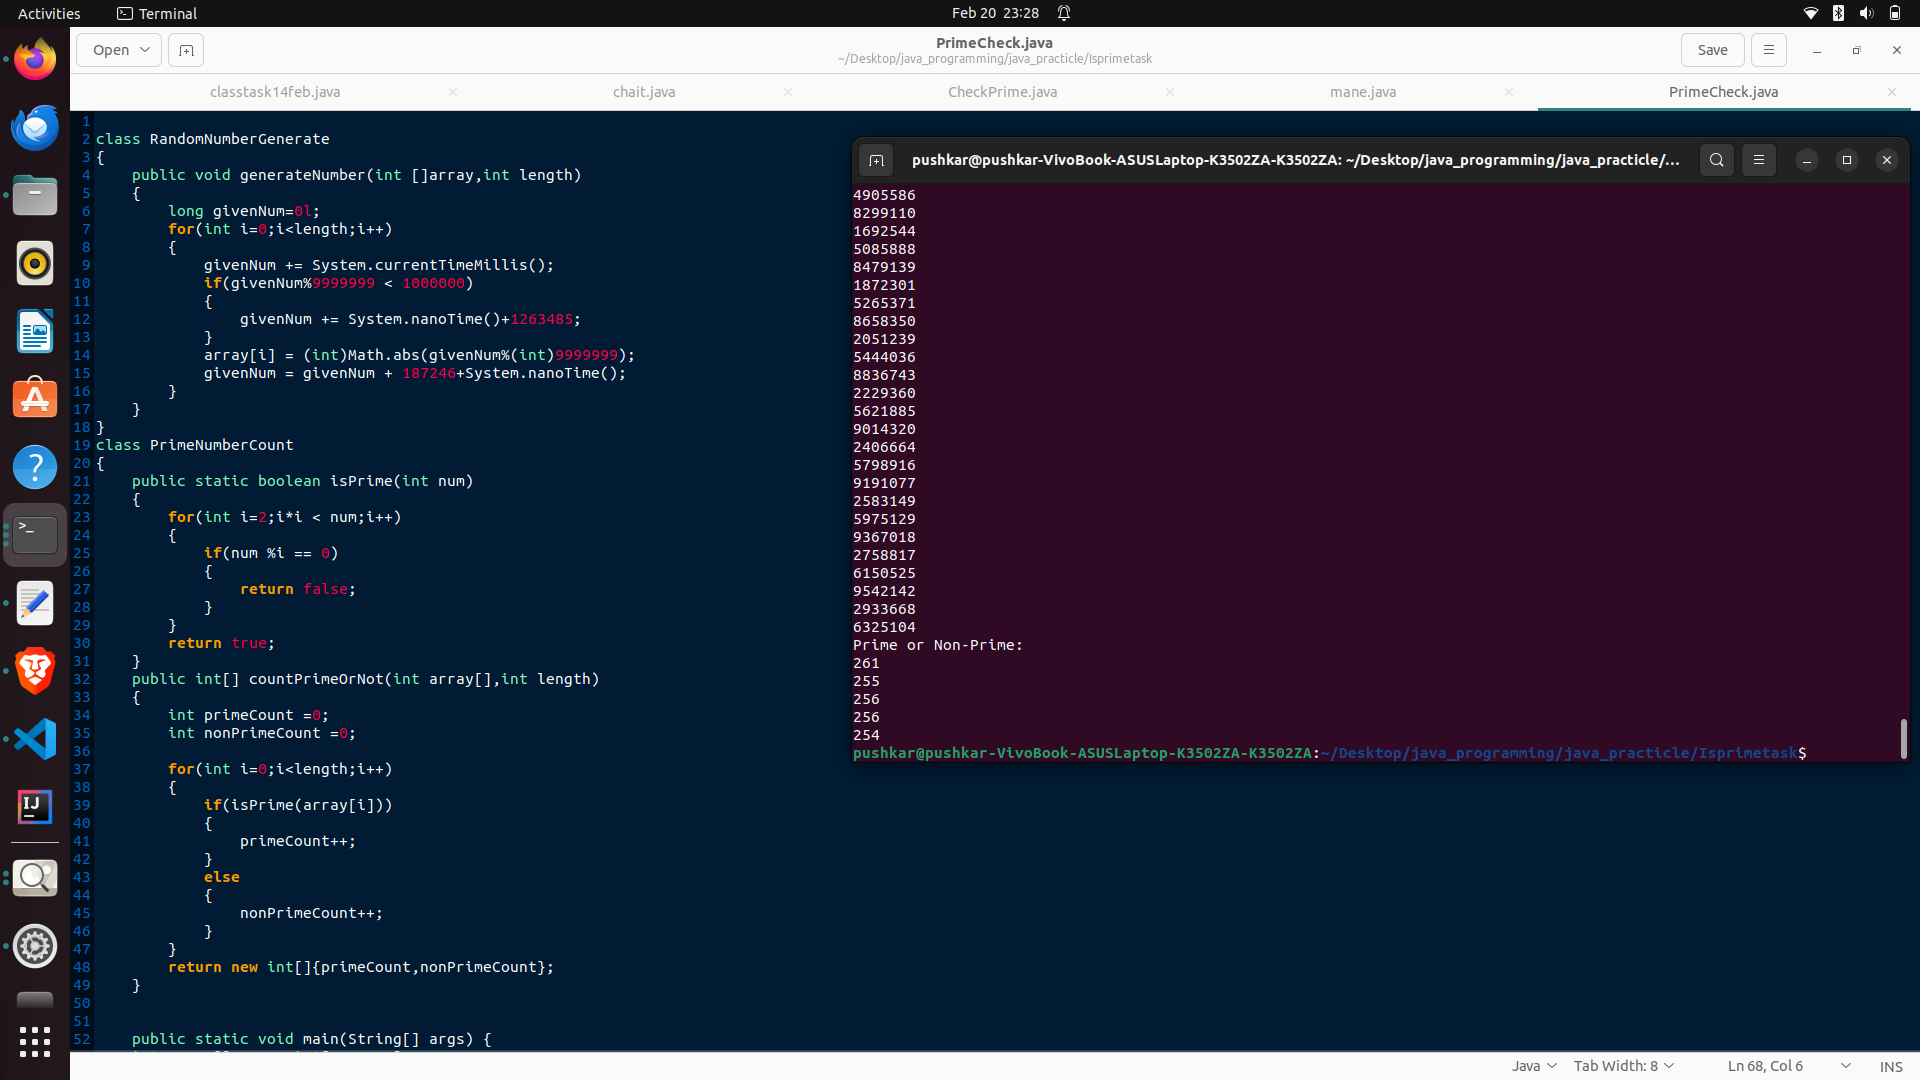 Activities
Terminal
Feb 20 23:28
Open
PrimeCheck.java
~/Desktop/java_programming/java_practicle/Isprimetask
Save
classtask14feb.java
chait.java
CheckPrime.java
mane.java
PrimeCheck.java
1
2 class RandomNumberGenerate
3 {
4 public void generateNumber(int []array,int length)
5 {
6 long givenNum=0l;
7 for(int i=0;i<length;i++)
8 {
9 givenNum += System.currentTimeMillis();
10 if(givenNum%9999999 < 1000000)
11 {
12 givenNum += System.nanoTime()+1263485;
13 }
14 array[i] = (int)Math.abs(givenNum%(int)9999999);
15 givenNum = givenNum + 187246+System.nanoTime();
16 }
17 }
18 }
19 class PrimeNumberCount
20 {
21 public static boolean isPrime(int num)
22 {
23 for(int i=2;i*i < num;i++)
24 {
25 if(num %i == 0)
26 {
27 return false;
28 }
29 }
30 return true;
31 }
32 public int[] countPrimeOrNot(int array[],int length)
33 {
34 int primeCount =0;
35 int nonPrimeCount =0;
36
37 for(int i=0;i<length;i++)
38 {
39 if(isPrime(array[i]))
40 {
41 primeCount++;
42 }
43 else
44 {
45 nonPrimeCount++;
46 }
47 }
48 return new int[]{primeCount,nonPrimeCount};
49 }
50
51
52 public static void main(String[] args) {
pushkar@pushkar-VivoBook-ASUSLaptop-K3502ZA-K3502ZA: ~/Desktop/java_programming/java_practicle/...
4905586
8299110
1692544
5085888
8479139
1872301
5265371
8658350
2051239
5444036
8836743
2229360
5621885
9014320
2406664
5798916
9191077
2583149
5975129
9367018
2758817
6150525
9542142
2933668
6325104
Prime or Non-Prime:
261
255
256
256
254
pushkar@pushkar-VivoBook-ASUSLaptop-K3502ZA-K3502ZA:~/Desktop/java_programming/java_practicle/Isprimetask$
Java
Tab Width: 8
Ln 68, Col 6
INS